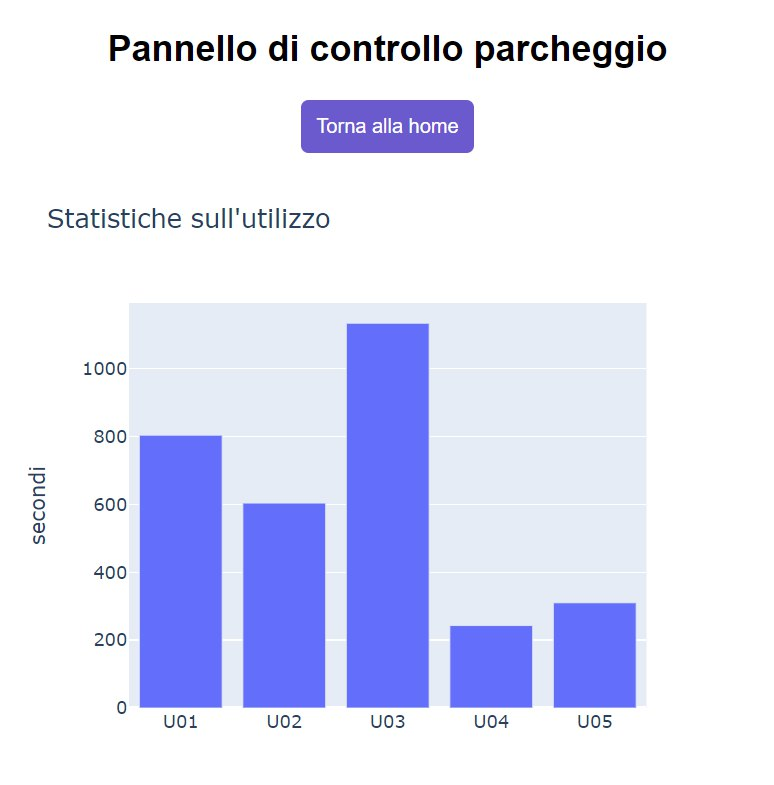 Pannello di controllo parcheggio
Torna alla home
Statistiche sull'utilizzo
1000
800
600
400
200
0
secondi
U01 U02 U03 U04 U05